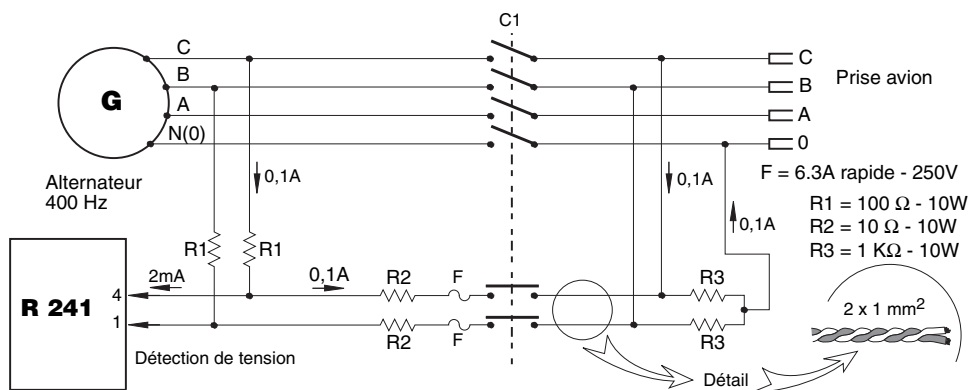 C1
C
C
B
B
Prise avion
G
A
A
N(0)
0
Alternateur
400 Hz
0,1A
0,1A
F = 6.3A rapide - 250V
R1 = 100 Ω - 10W
0,1A
R2 = 10 Ω - 10W
R3 = 1 KΩ - 10W
R1
R1
2mA
0,1A
R2
F
R3
2 x 1 mm²
R 241
4
1
R2
F
R3
Détection de tension
Détail